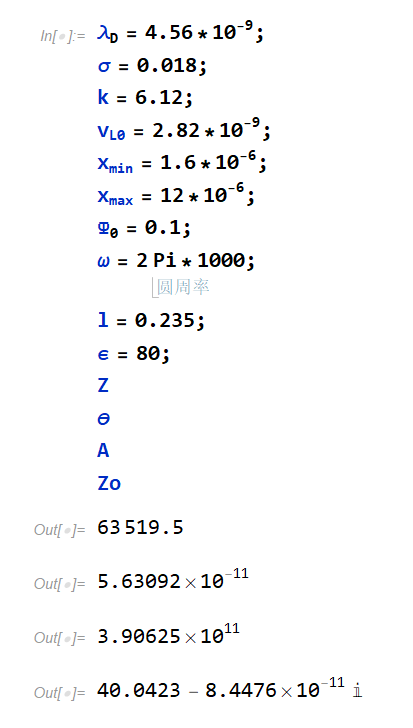 In[ ]:= λD = 4.56 * 10^-9;
σ = 0.018;
k = 6.12;
vL0 = 2.82 * 10^-9;
xmin = 1.6 * 10^-6;
xmax = 12 * 10^-6;
Ψ0 = 0.1;
ω = 2 Pi * 1000;
圆周率
l = 0.235;
ϵ = 80;
Z
θ
A
Zo
Out[ ]= 63519.5
Out[ ]= 5.63092 × 10^-11
Out[ ]= 3.90625 × 10^11
Out[ ]= 40.0423 - 8.4476 × 10^-11 ⅈ